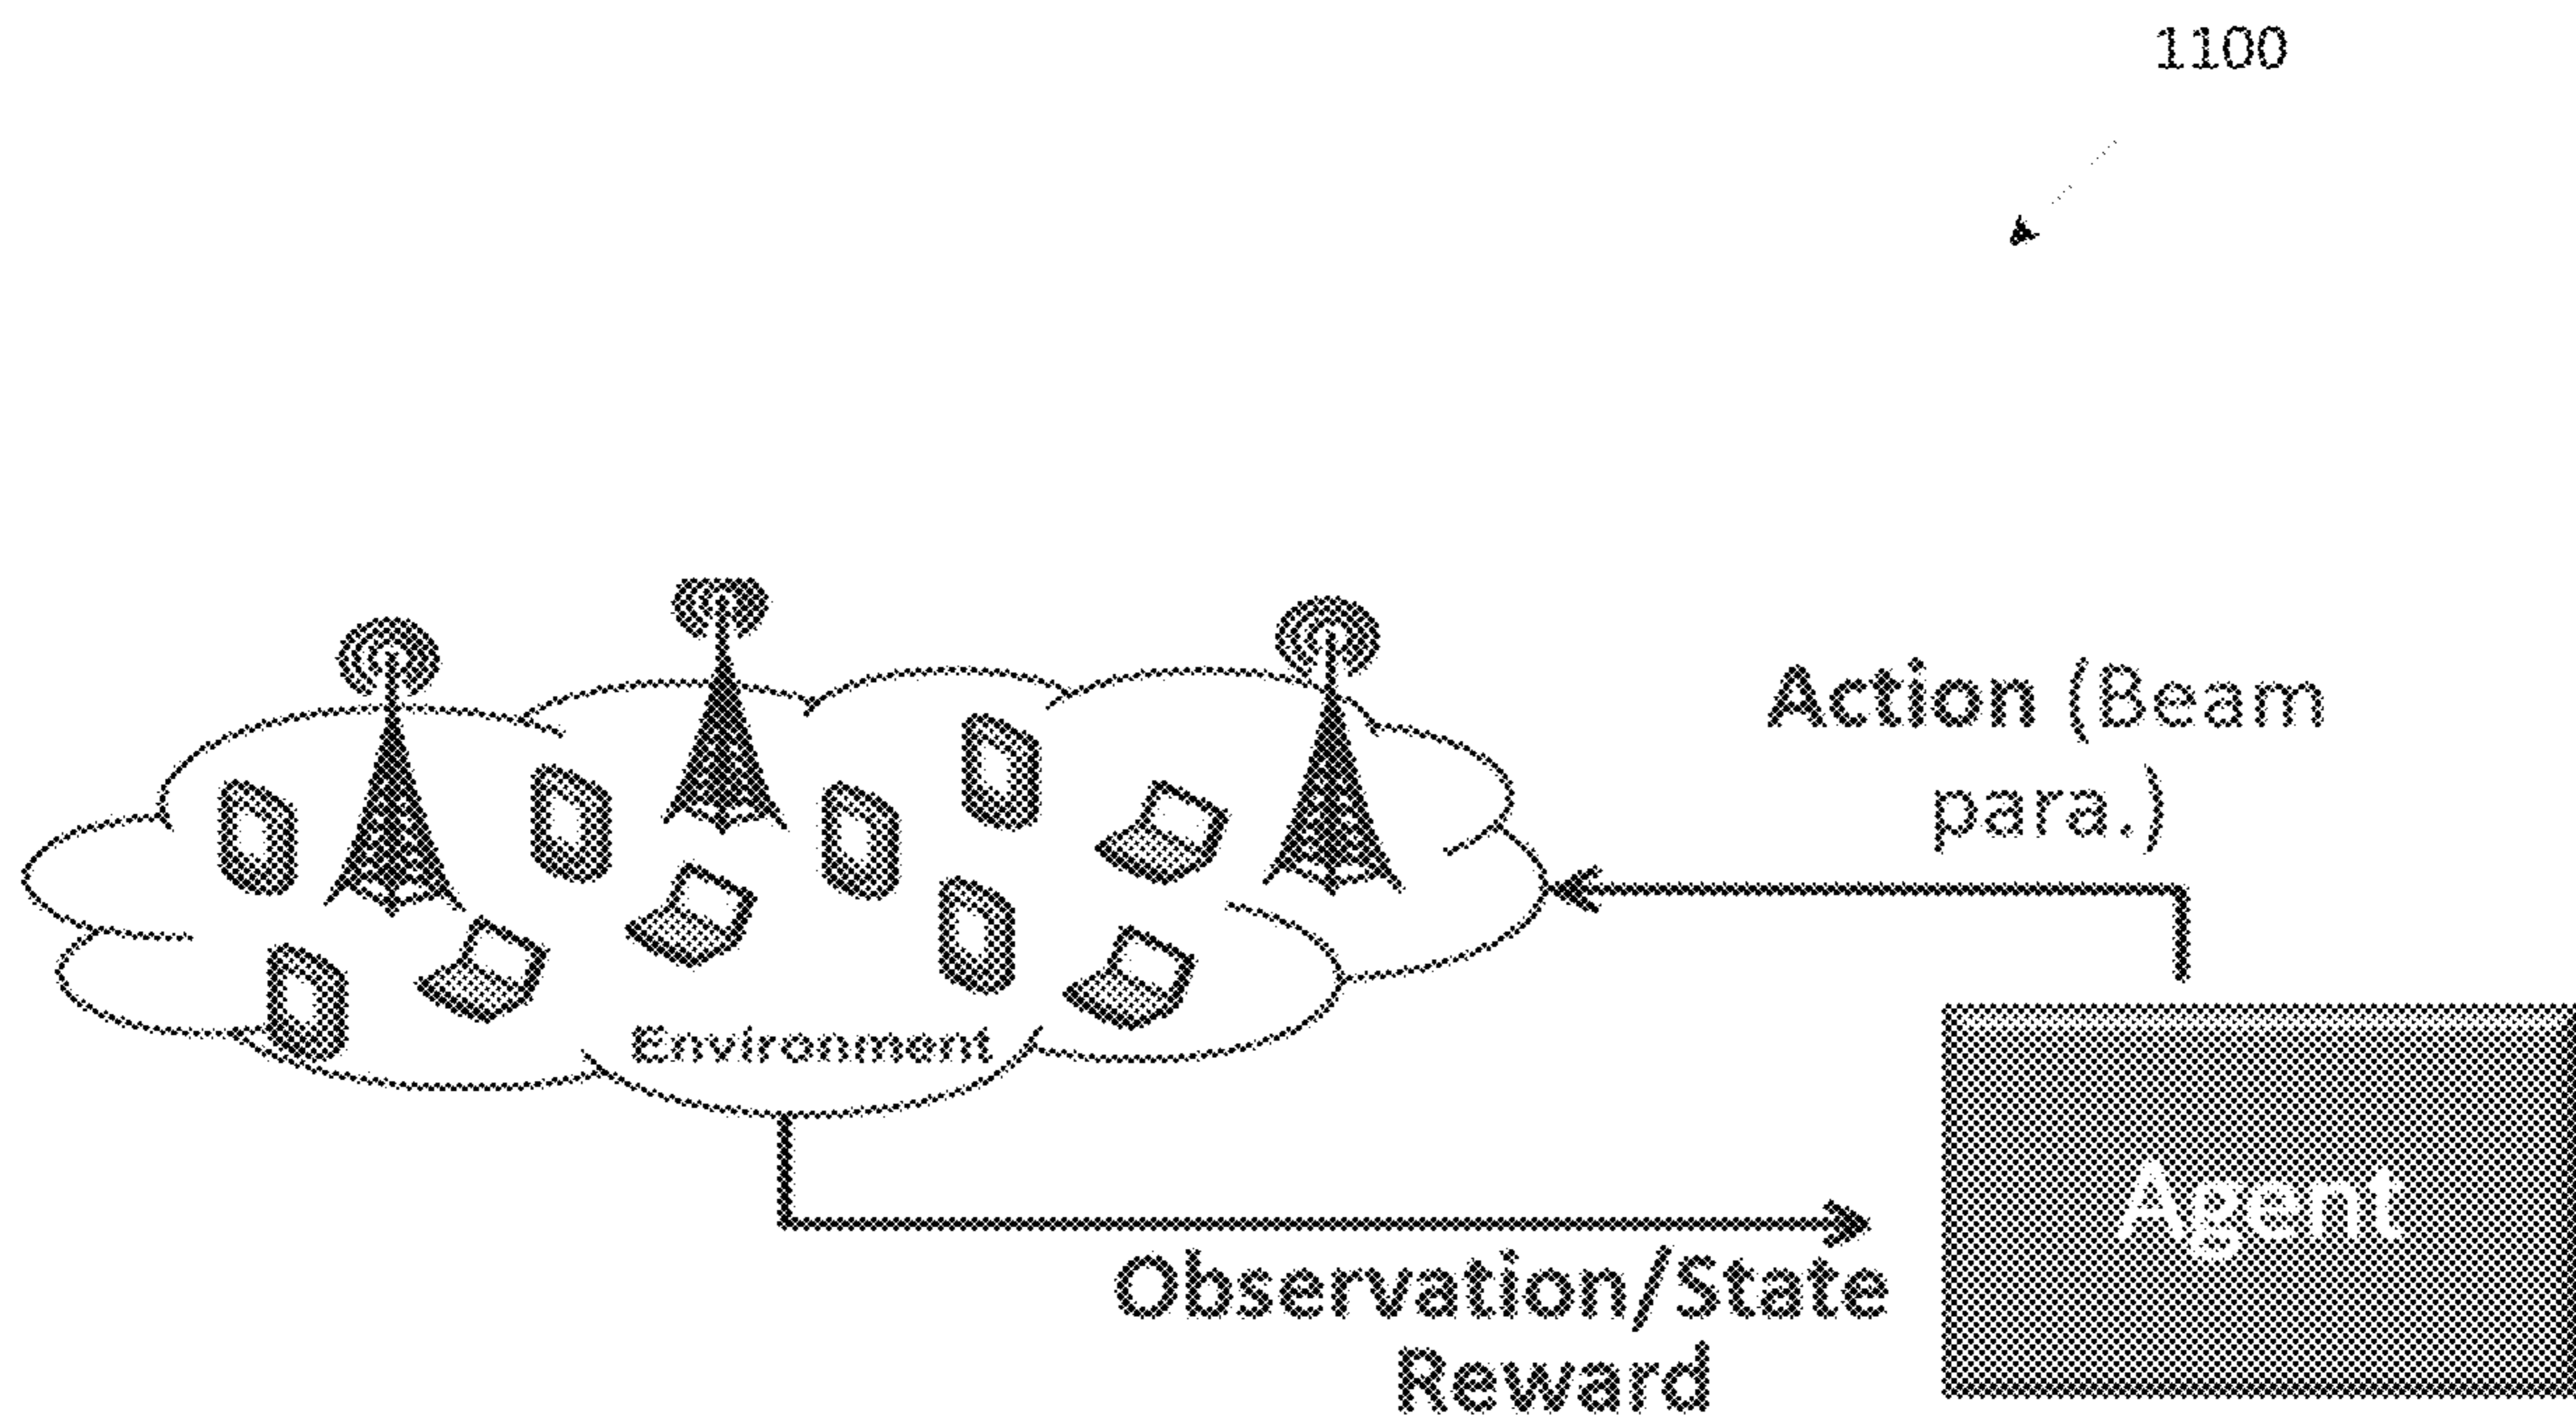 1100
Action (Beam
para.)
Environment
Agent
Observation/State
Reward